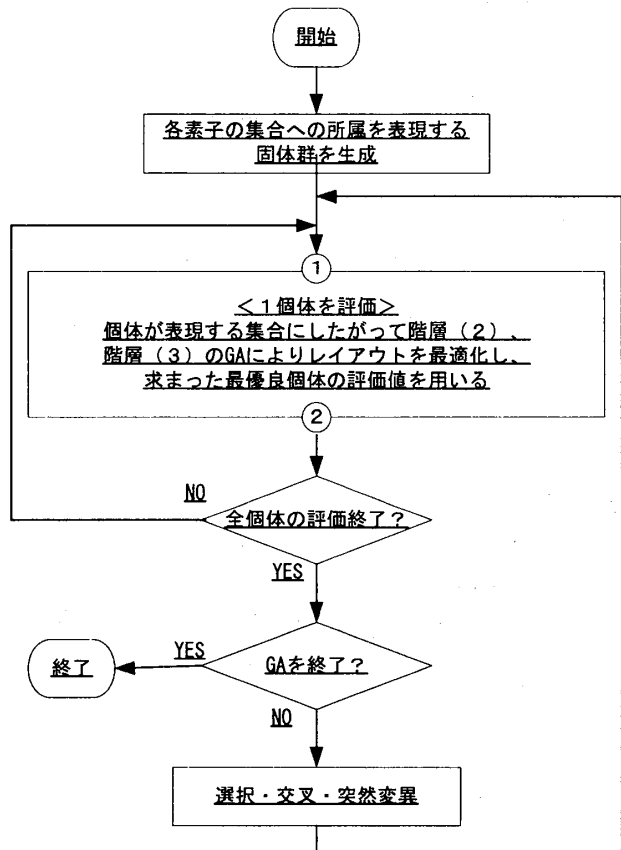 開始
各素子の集合への所属を表現する
固体群を生成
1
＜１個体を評価＞
個体が表現する集合にしたがって階層（２）、
階層（３）のGAによりレイアウトを最適化し、
求まった最優良個体の評価値を用いる
2
NO
全個体の評価終了？
YES
YES
終了
GAを終了？
NO
選択・交叉・突然変異